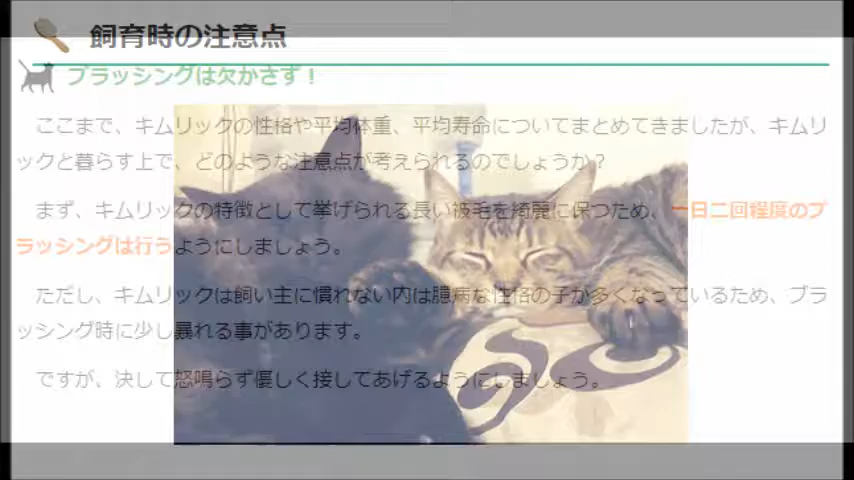 飼育時の注意点
ブラッシングは欠かさず！
ここまで、キムリックの性格や平均体重、平均寿命についてまとめてきましたが、キムリ
ックと暮らす上で、どのような注意点が考えられるのでしょうか？
まず、キムリックの特徴として挙げられる長い被毛を綺麗に保つため、一日二回程度のブ
ラッシングは行うようにしましょう。
ただし、キムリックは飼い主に慣れない内は臆病な性格の子が多くなっているため、ブラ
ッシング時に少し暴れる事があります。
ですが、決して怒鳴らず優しく接してあげるようにしましょう。